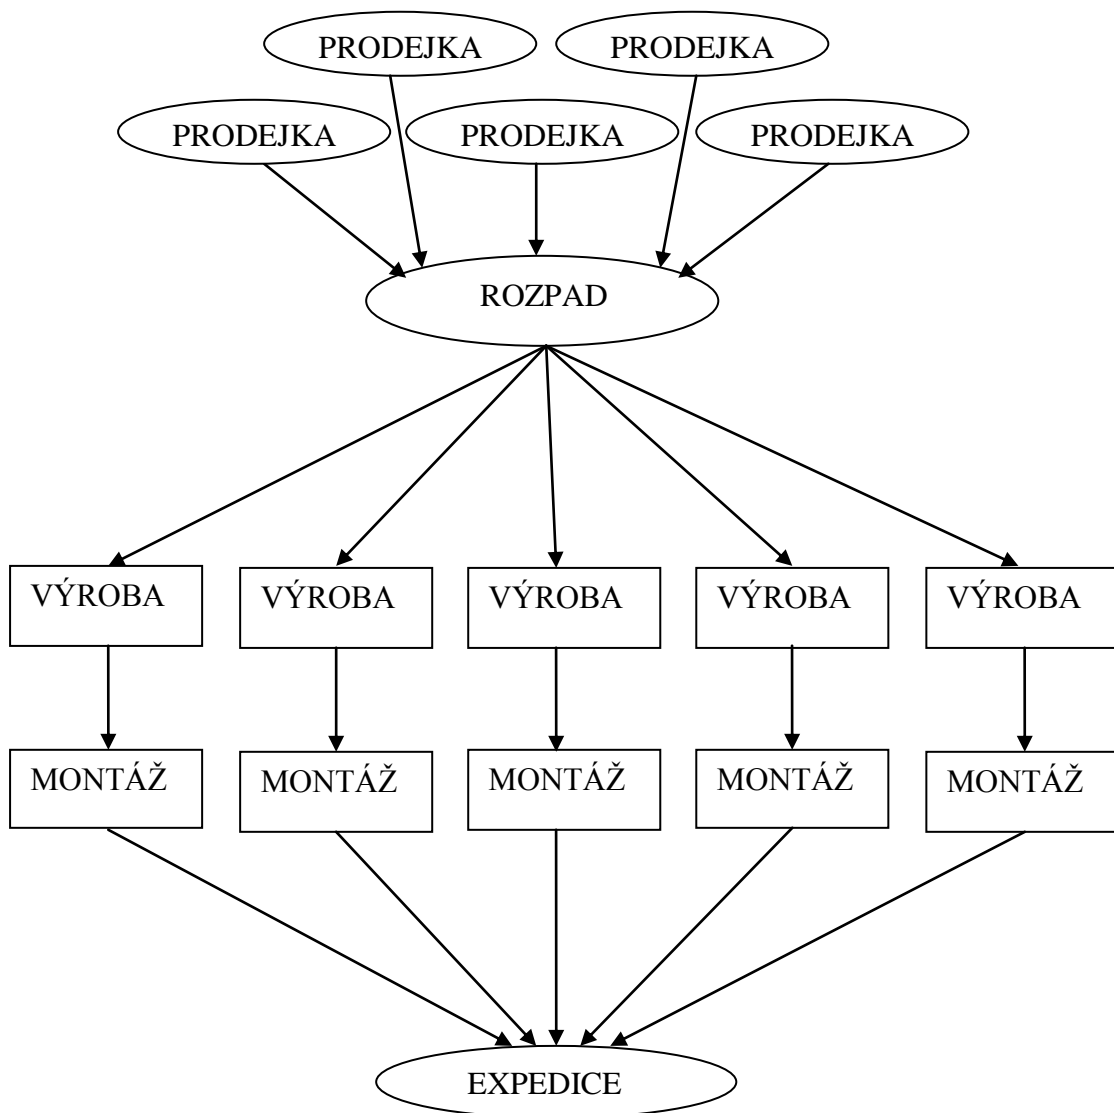 PRODEJKA PRODEJKA
PRODEJKA PRODEJKA PRODEJKA
ROZPAD
VÝROBA VÝROBA VÝROBA VÝROBA VÝROBA
MONTÁŽ MONTÁŽ MONTÁŽ MONTÁŽ MONTÁŽ
EXPEDICE